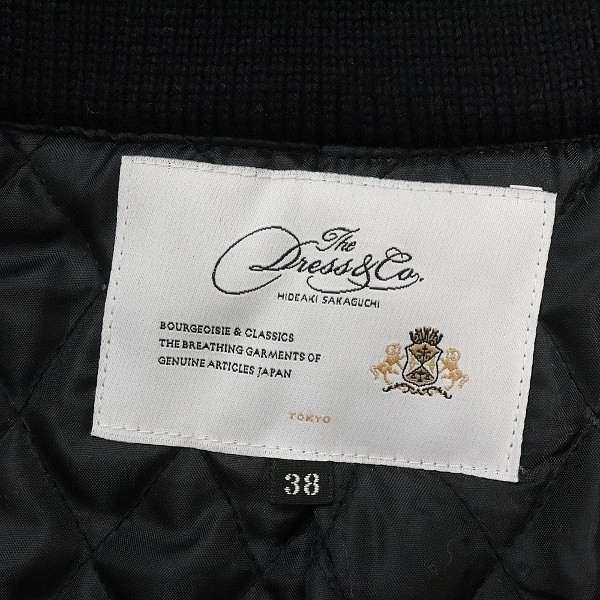 The
Dress&Co.
HIDEAKI SAKAGUCHI
BOURGEOISIE & CLASSICS
THE BREATHING GARMENTS OF
GENUINE ARTICLES JAPAN
TOKYO
38